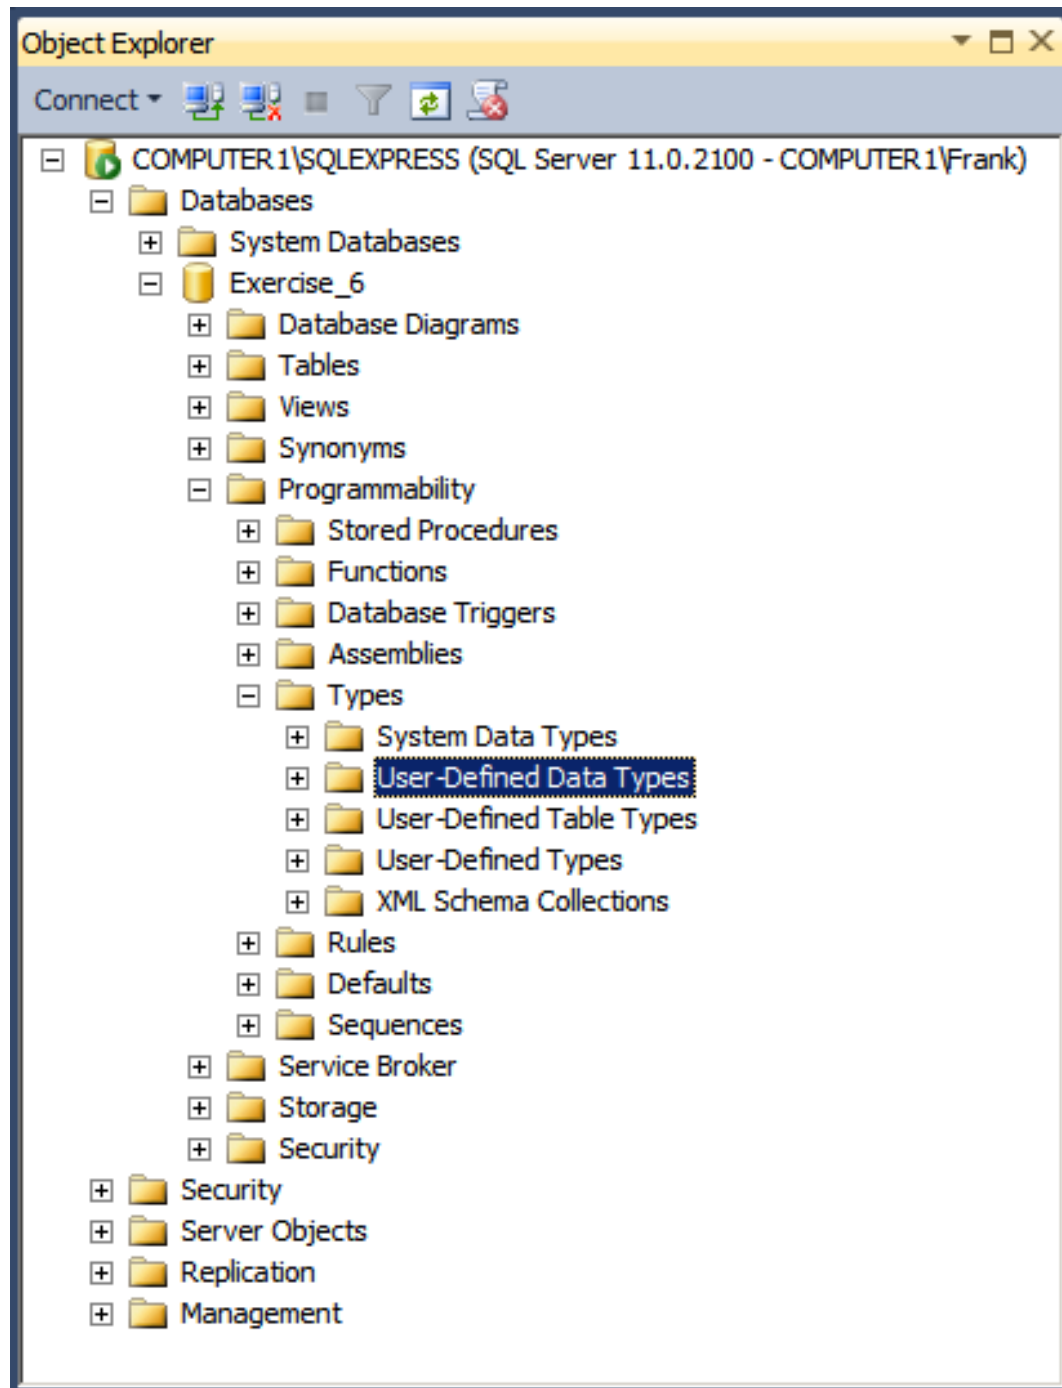 Object Explorer
Connect
COMPUTER1\SQLEXPRESS (SQL Server 11.0.2100 - COMPUTER1\Frank)
Databases
System Databases
Exercise_6
Database Diagrams
Tables
Views
Synonyms
Programmability
Stored Procedures
Functions
Database Triggers
Assemblies
Types
System Data Types
User-Defined Data Types
User-Defined Table Types
User-Defined Types
XML Schema Collections
Rules
Defaults
Sequences
Service Broker
Storage
Security
Security
Server Objects
Replication
Management